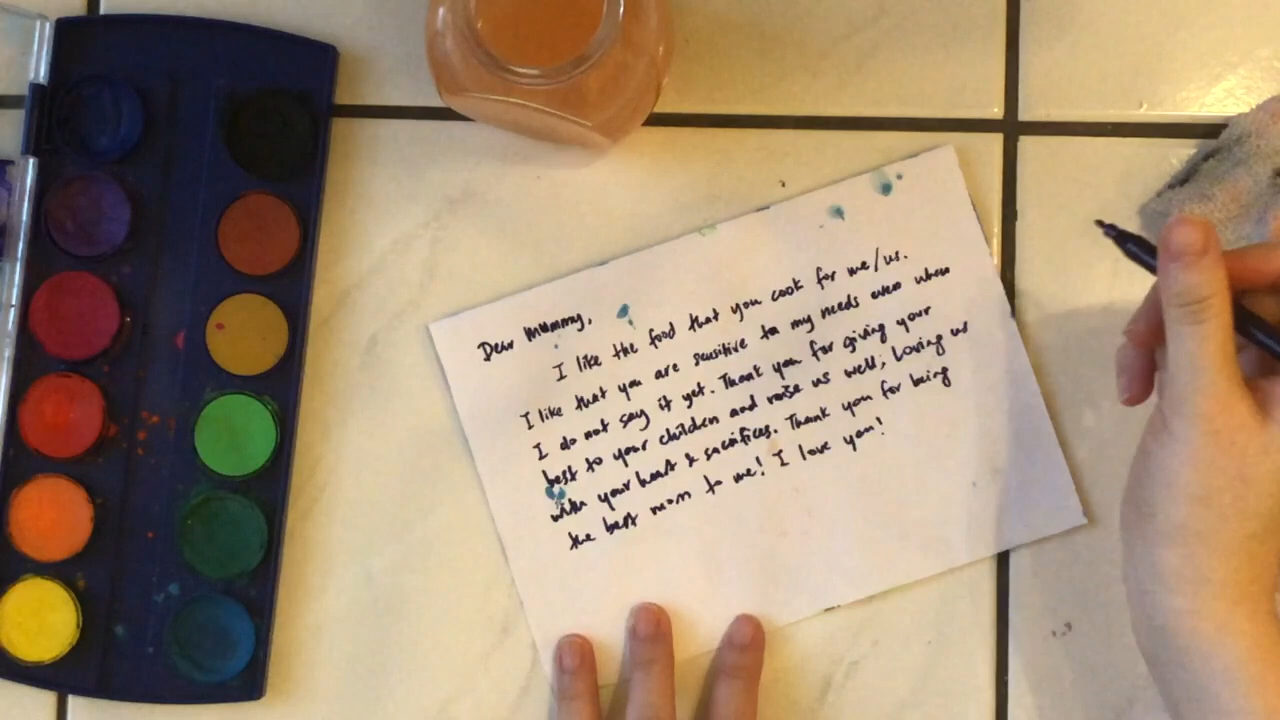 Dear Mummy,
I like the food that you cook for me/us.
I like that you are sensitive to my needs even when
I do not say it yet. Thank you for giving your
best to your children and raise us well, Loving us
with your heart & sacrifices. Thank you for being
the best mom to me! I love you!